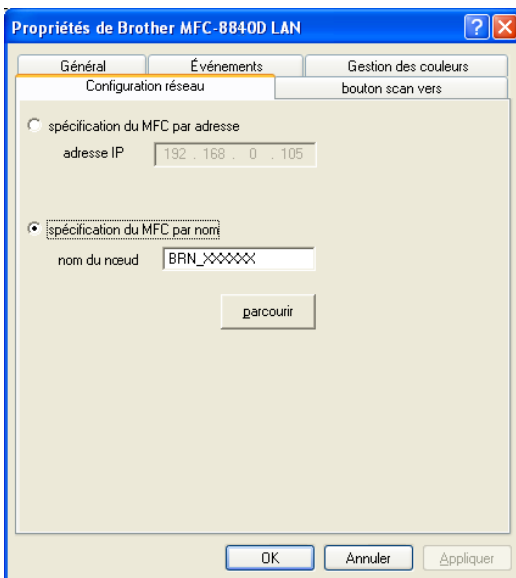 Propriétés de Brother MFC-8840D LAN
Général Événements Gestion des couleurs
Configuration réseau bouton scan vers
spécification du MFC par adresse
adresse IP 192 . 168 . 0 . 105
spécification du MFC par nom
nom du nœud BRN_XXXXXX
parcourir
OK Annuler Appliquer